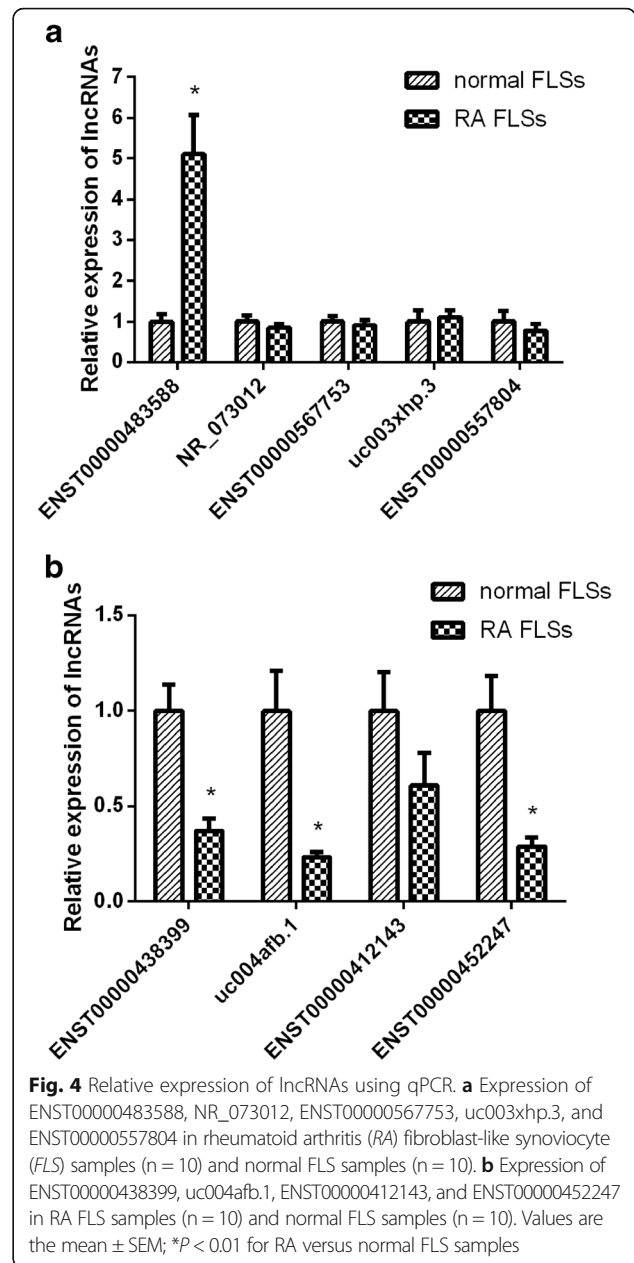 a
Relative expression of lncRNAs
7
6
5
4
3
2
1
0
*
normal FLSs
RA FLSs
ENST00000483588
NR_073012
ENST00000567753
uc003xhp.3
ENST00000557804
b
Relative expression of lncRNAs
1.5
1.0
0.5
0.0
normal FLSs
RA FLSs
*
*
*
ENST00000438399
uc004afb.1
ENST00000412143
ENST00000452247
Fig. 4 Relative expression of lncRNAs using qPCR. a Expression of
ENST00000483588, NR_073012, ENST00000567753, uc003xhp.3, and
ENST00000557804 in rheumatoid arthritis (RA) fibroblast-like synoviocyte
(FLS) samples (n = 10) and normal FLS samples (n = 10). b Expression of
ENST00000438399, uc004afb.1, ENST00000412143, and ENST00000452247
in RA FLS samples (n = 10) and normal FLS samples (n = 10). Values are
the mean ± SEM; *P < 0.01 for RA versus normal FLS samples